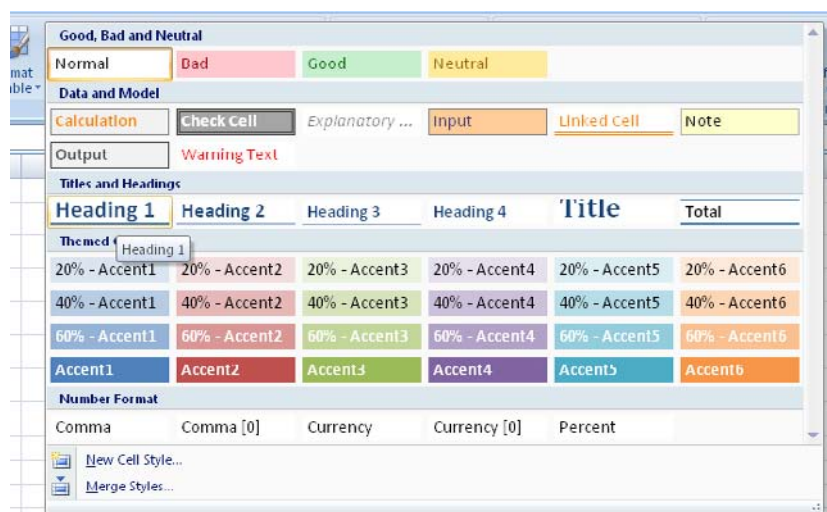 Good, Bad and Neutral
Normal Bad Good Neutral
mat
ble
Data and Model
Calculation Check Cell Explanatory ... Input Linked Cell Note
Output Warning Text
Titles and Headings
Heading 1 Heading 2 Heading 3 Heading 4 Title Total
Themed
Heading 1
20% - Accent1 20% - Accent2 20% - Accent3 20% - Accent4 20% - Accent5 20% - Accent6
40% - Accent1 40% - Accent2 40% - Accent3 40% - Accent4 40% - Accent5 40% - Accent6
60% - Accent1 60% - Accent2 60% - Accent3 60% - Accent4 60% - Accent5 60% - Accent6
Accent1 Accent2 Accent3 Accent4 Accent5 Accent6
Number Format
Comma Comma [0] Currency Currency [0] Percent
New Cell Style...
Merge Styles...